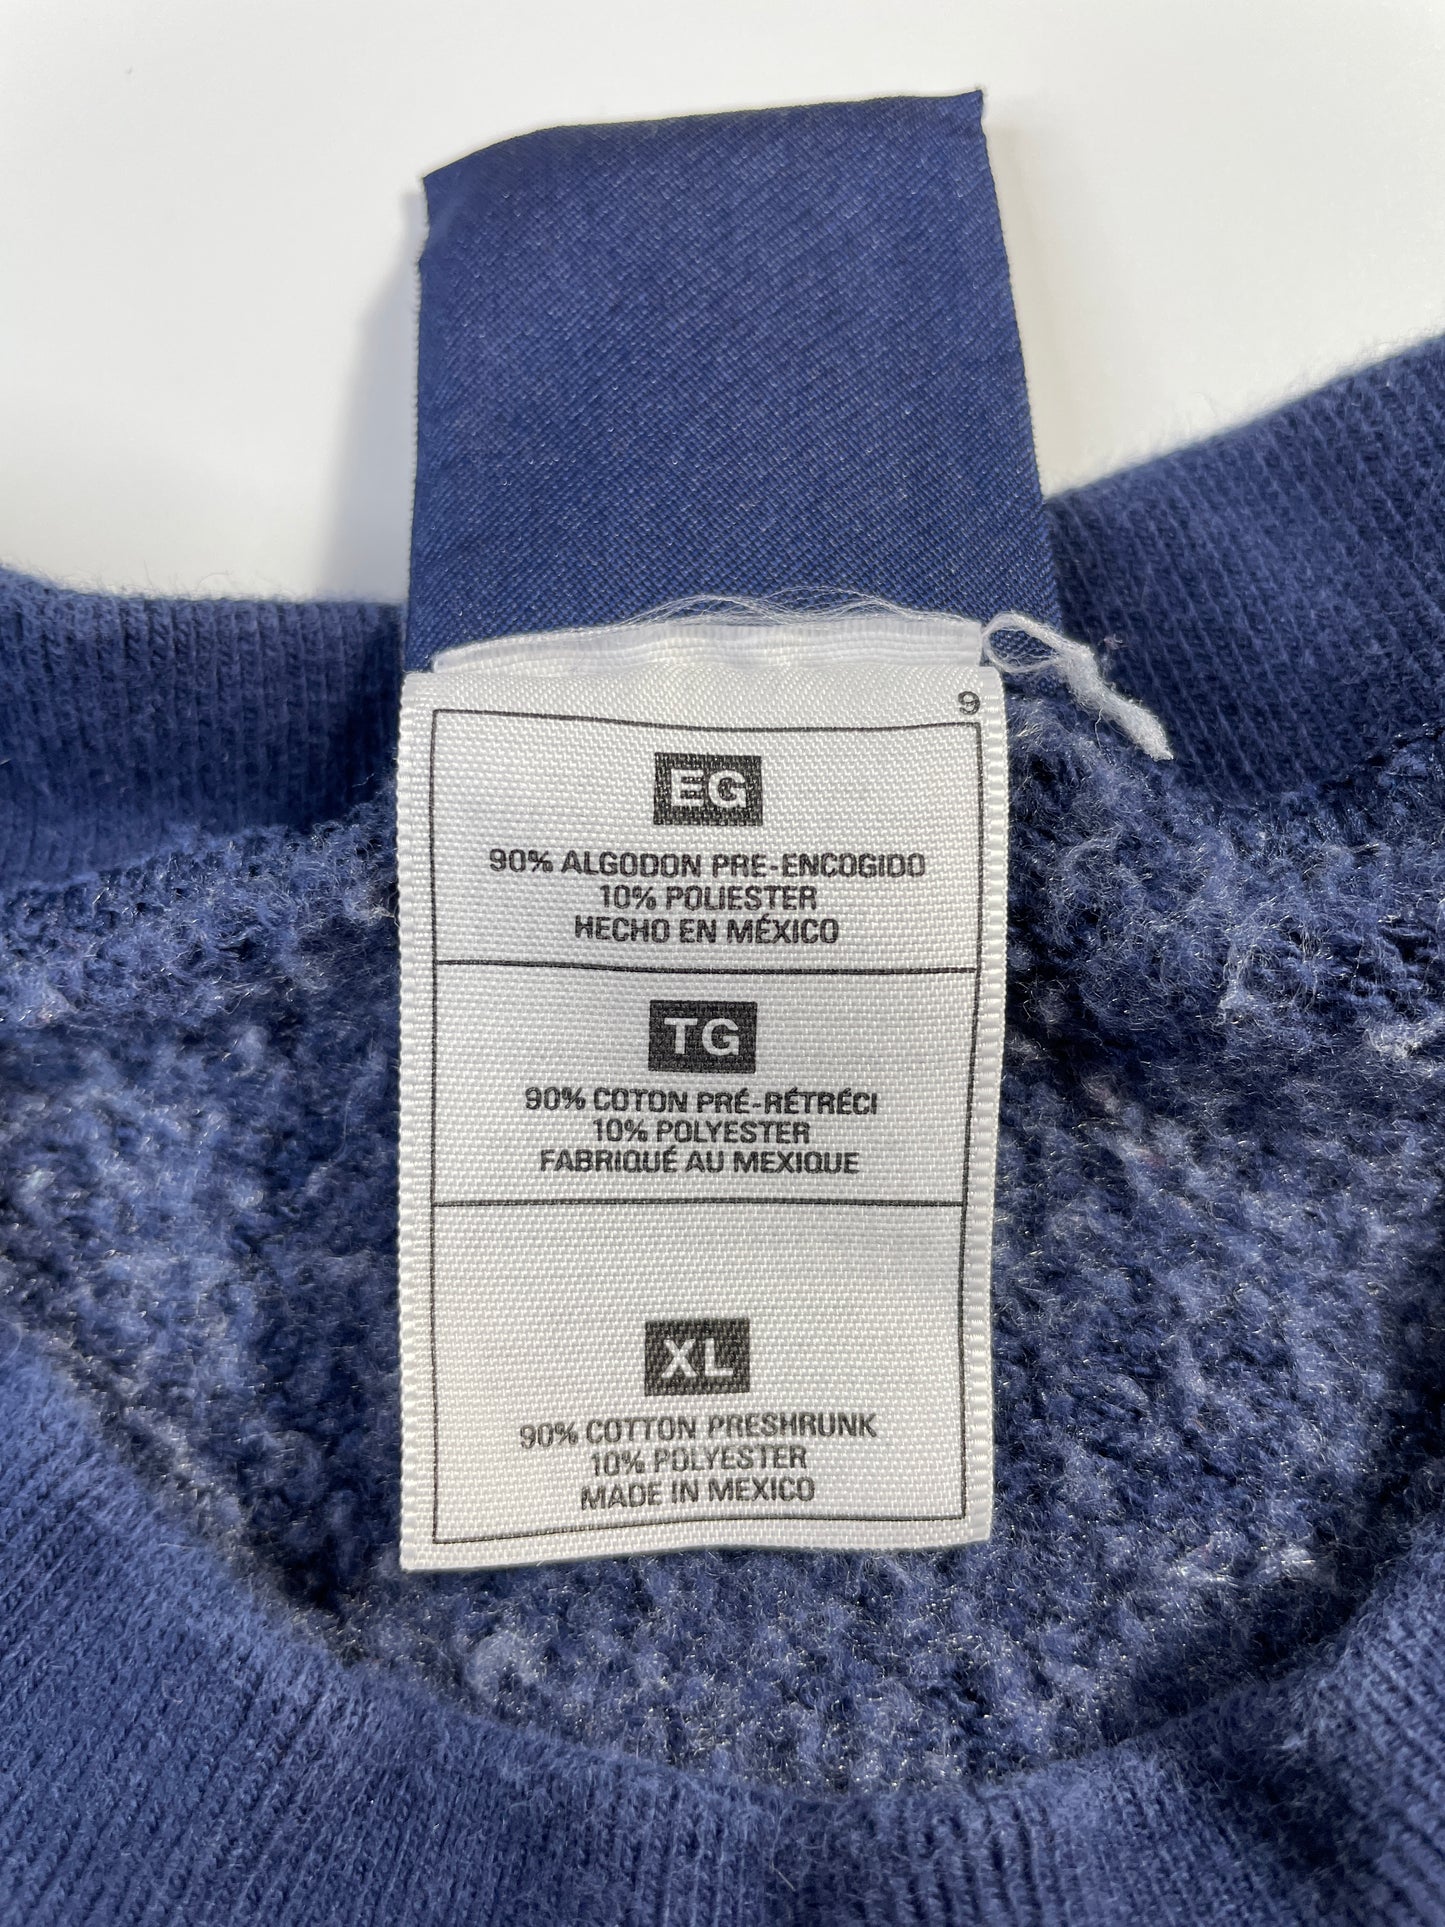 9
EG
90% ALGODON PRE-ENCOGIDO
10% POLIESTER
HECHO EN MÉXICO
TG
90% COTON PRÉ-RÉTRÉCI
10% POLYESTER
FABRIQUÉ AU MEXIQUE
XL
90% COTTON PRESHRUNK
10% POLYESTER
MADE IN MEXICO